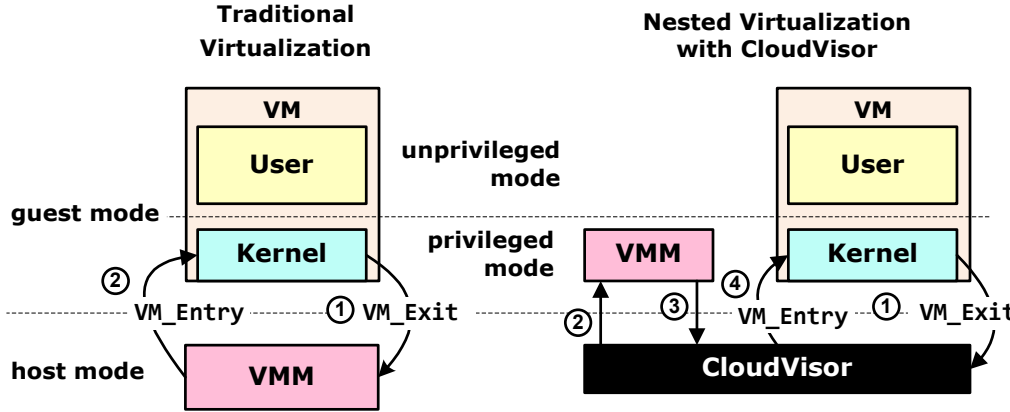 Traditional
Virtualization
Nested Virtualization
with CloudVisor
VM
User
unprivileged
mode
VM
User
guest mode
Kernel
privileged
mode
VMM
Kernel
②
VM_Entry
①
VM_Exit
②
③
④
VM_Entry
①
VM_Exit
host mode
VMM
CloudVisor